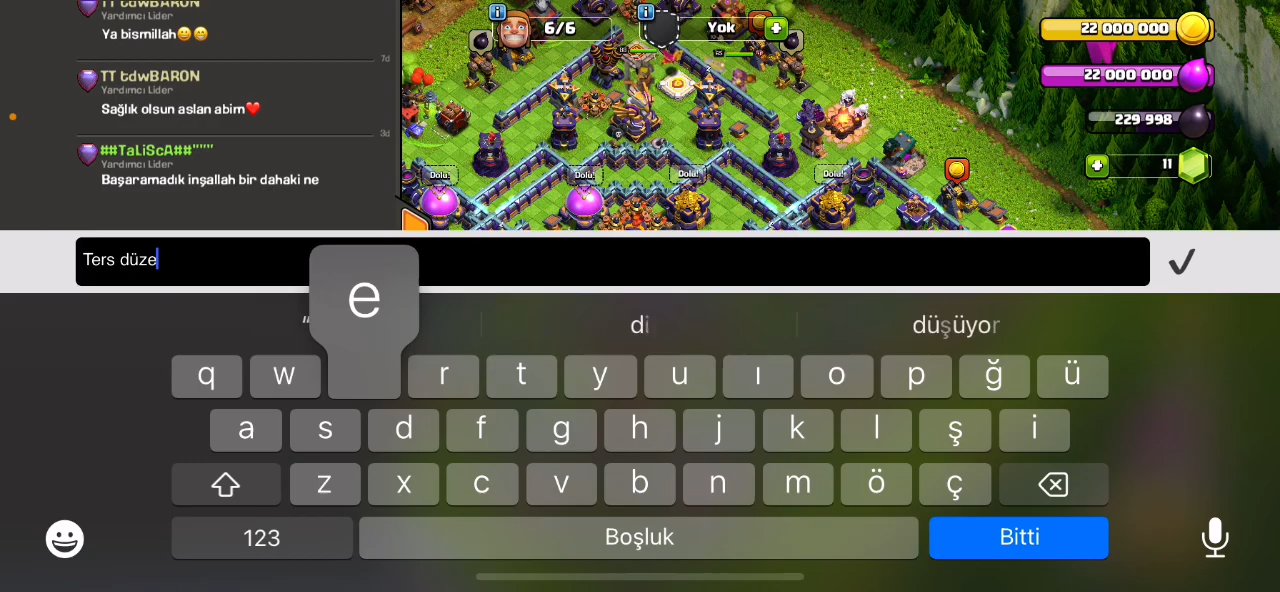 TT tdwBARON
Yardımcı Lider
Ya bismillah😀😀
7d
TT tdwBARON
Yardımcı Lider
Sağlık olsun aslan abim❤️
3d
##TaLiScA##""""
Yardımcı Lider
Başaramadık inşallah bir dahaki ne
6/6
Yok
22 000 000
22 000 000
229 998
11
Dolu!
Dolu!
Dolu!
Dolu!
Ters düze
e
di
düşüyor
q w r t y u ı o p ğ ü
a s d f g h j k l ş i
z x c v b n m ö ç
123
Boşluk
Bitti